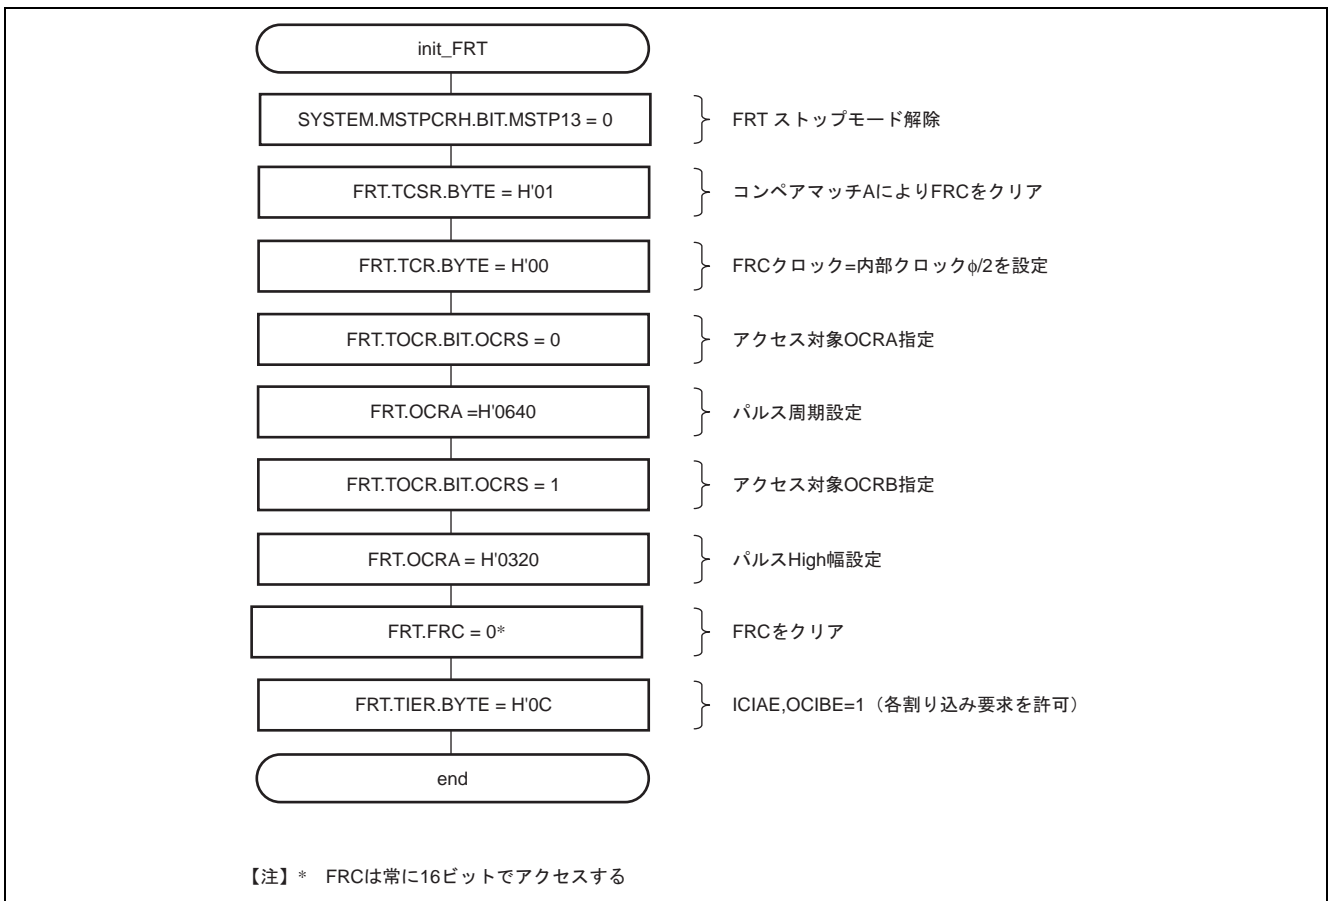 init_FRT
SYSTEM.MSTPCRH.BIT.MSTP13 = 0
FRT ストップモード解除
FRT.TCSR.BYTE = H'01
コンペアマッチAによりFRCをクリア
FRT.TCR.BYTE = H'00
FRCクロック=内部クロックφ/2を設定
FRT.TOCR.BIT.OCRS = 0
アクセス対象OCRA指定
FRT.OCRA =H'0640
パルス周期設定
FRT.TOCR.BIT.OCRS = 1
アクセス対象OCRB指定
FRT.OCRA = H'0320
パルスHigh幅設定
FRT.FRC = 0*
FRCをクリア
FRT.TIER.BYTE = H'0C
ICIAE,OCIBE=1（各割り込み要求を許可）
end
【注】* FRCは常に16ビットでアクセスする